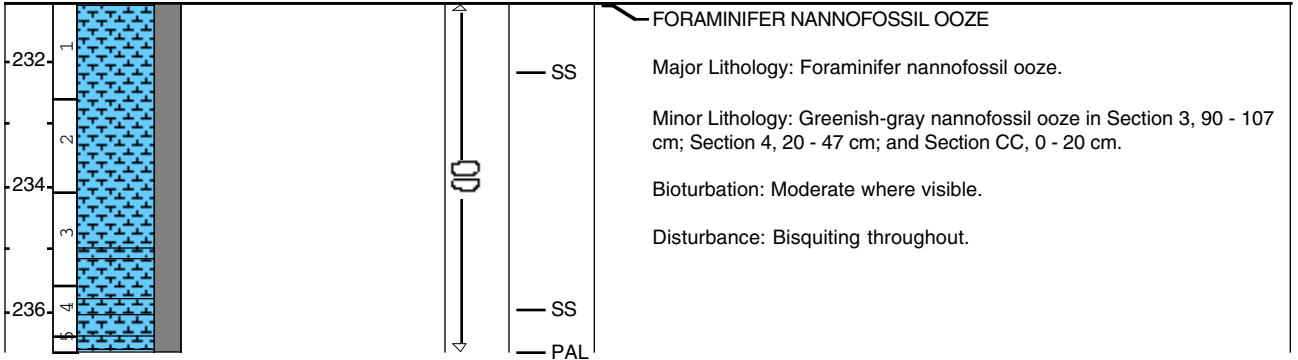 FORAMINIFER NANNOFOSSIL OOZE
1
232
SS
Major Lithology: Foraminifer nannofossil ooze.
Minor Lithology: Greenish-gray nannofossil ooze in Section 3, 90 - 107
cm; Section 4, 20 - 47 cm; and Section CC, 0 - 20 cm.
2
234
Bioturbation: Moderate where visible.
3
Disturbance: Bisquiting throughout.
4
236
SS
5
PAL